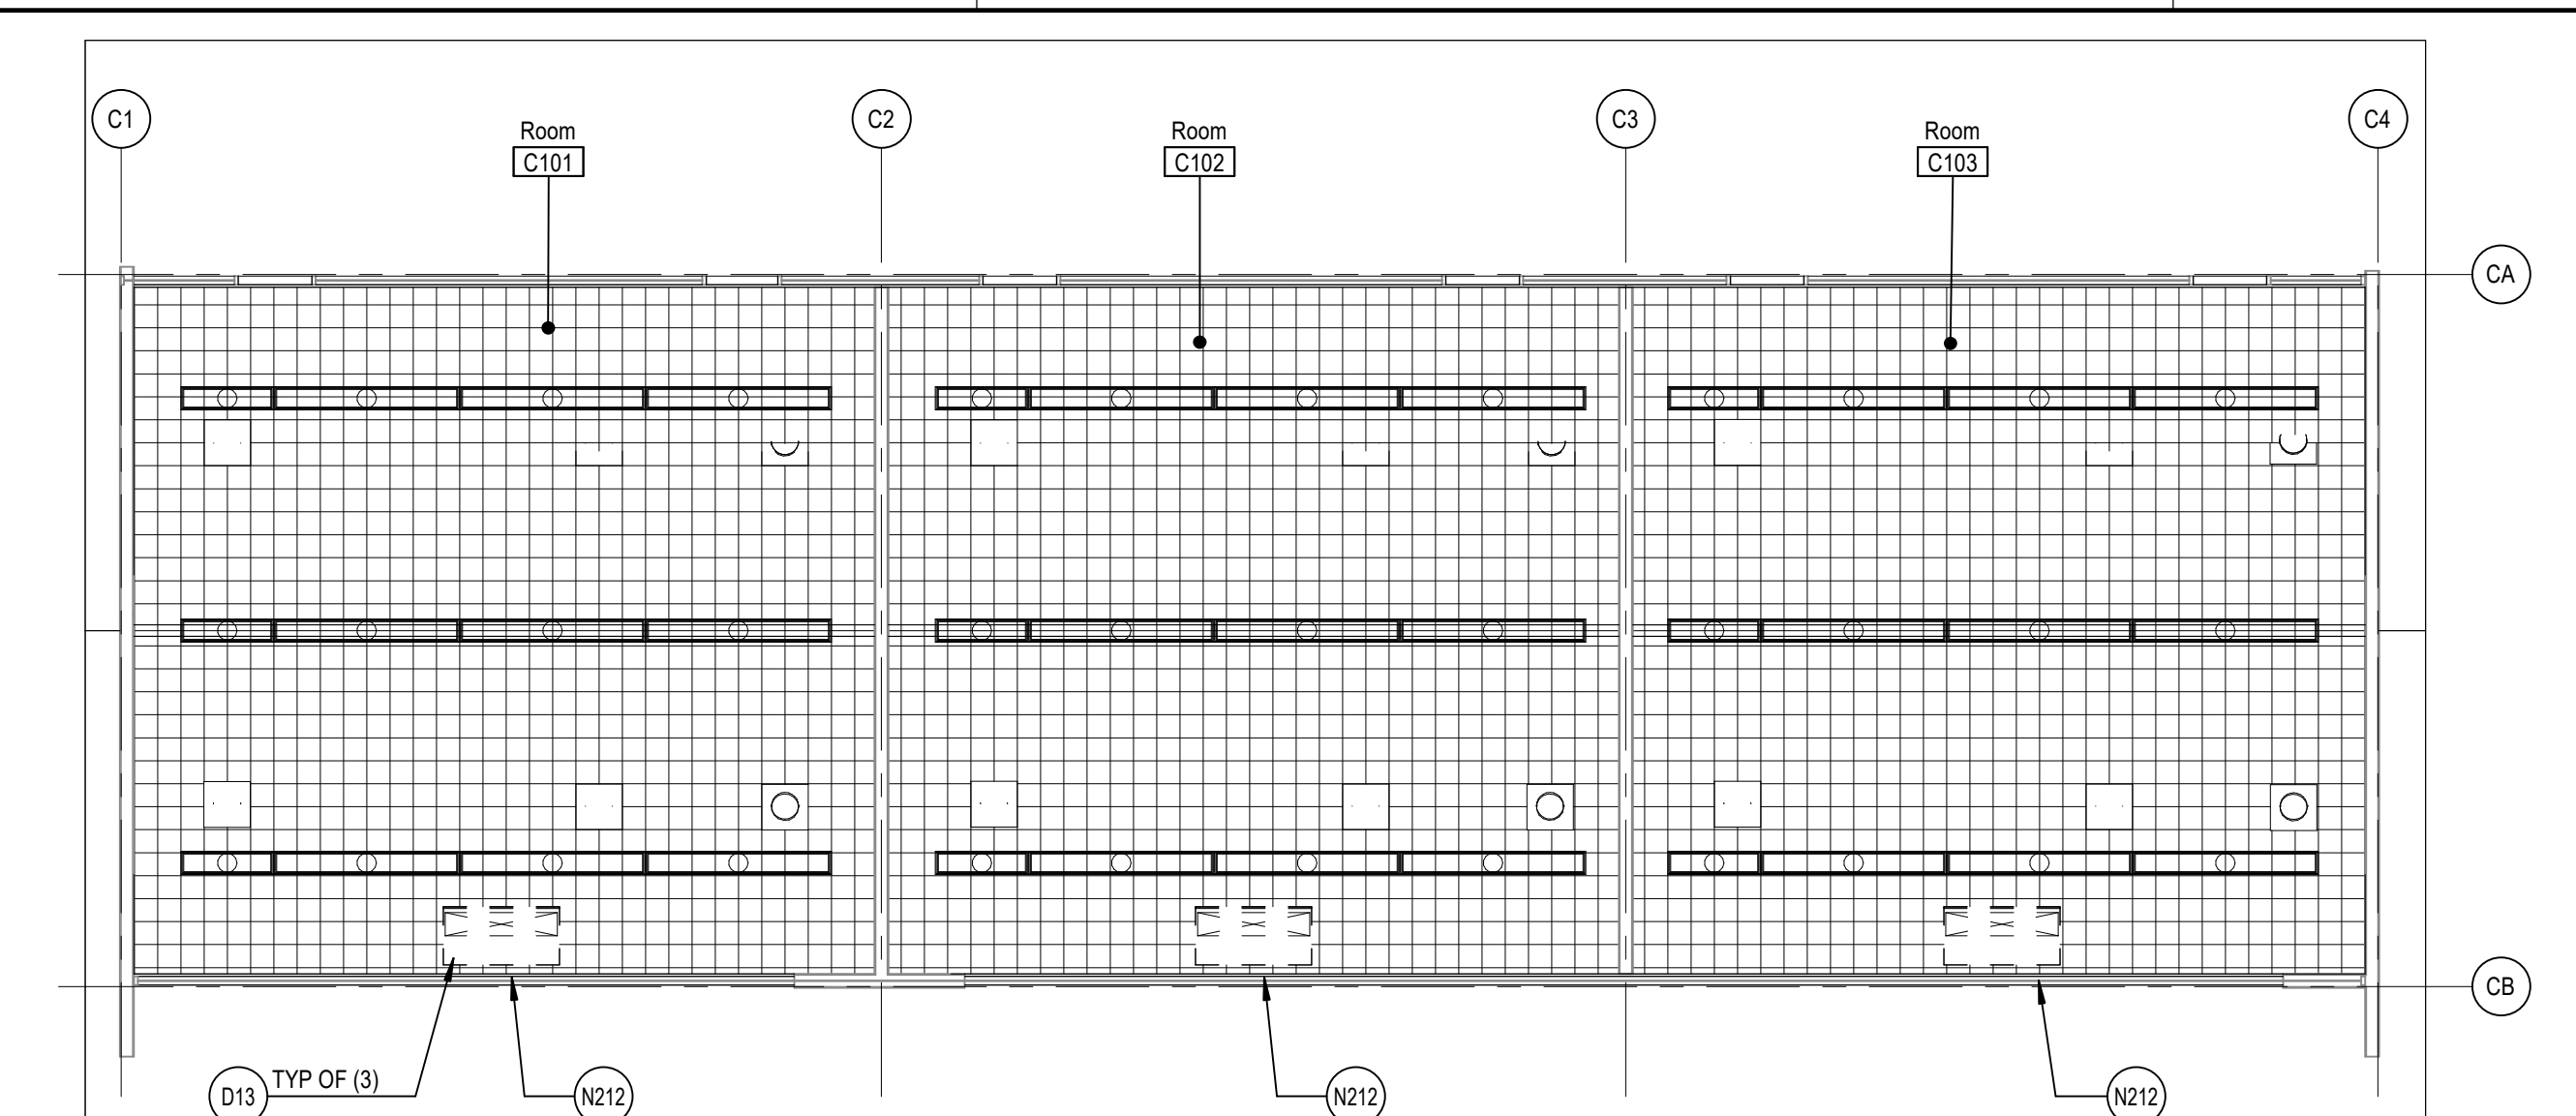 C1
C2
C3
C4
Room
C101
Room
C102
Room
C103
CA
CB
D13
TYP OF (3)
N212
N212
N212